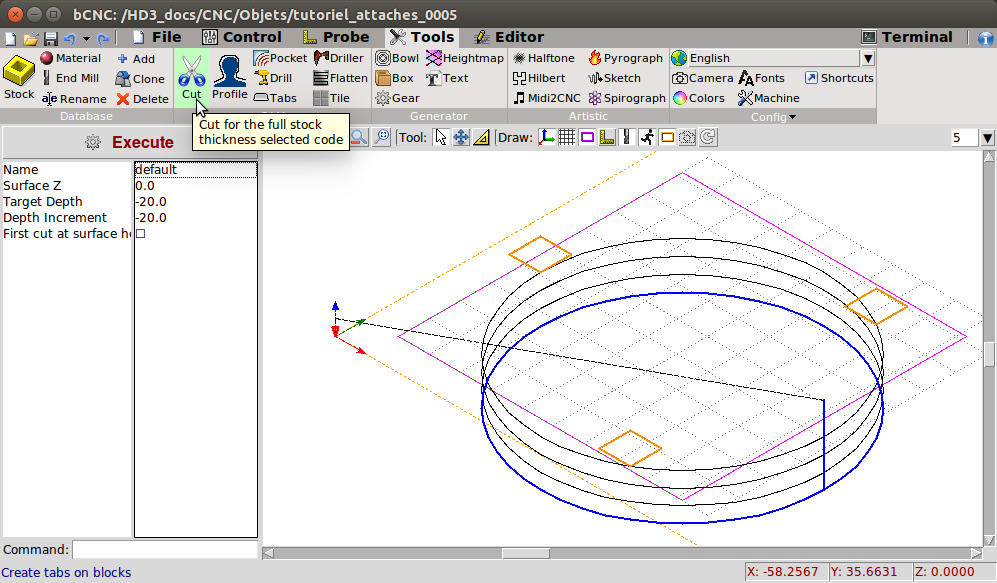 bCNC: /HD3_docs/CNC/Objets/tutoriel_attaches_0005
File Control Probe Tools Editor Terminal
Material Add Pocket Driller Bowl Heightmap Halftone Pyrograph English
End Mill Clone Drill Flatten Box Text Hilbert Sketch Camera Fonts Shortcuts
Stock Rename Delete Cut Profile Tabs Tile Gear Midi2CNC Spirograph Colors Machine
Database Generator Artistic Config
Cut for the full stock
thickness selected code
Execute
Tool: Draw: 5
Name default
Surface Z 0.0
Target Depth -20.0
Depth Increment -20.0
First cut at surface he
Command:
Create tabs on blocks X: -58.2567 Y: 35.6631 Z: 0.0000